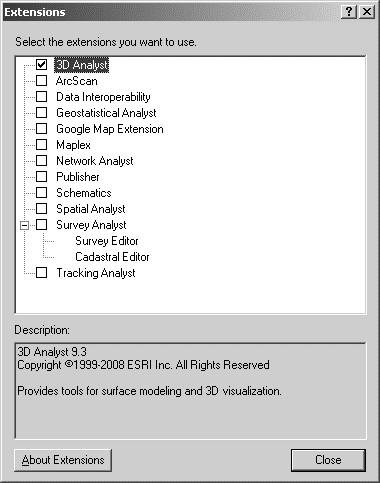 Extensions
Select the extensions you want to use.
3D Analyst
ArcScan
Data Interoperability
Geostatistical Analyst
Google Map Extension
Maplex
Network Analyst
Publisher
Schematics
Spatial Analyst
Survey Analyst
Survey Editor
Cadastral Editor
Tracking Analyst
Description:
3D Analyst 9.3
Copyright ©1999-2008 ESRI Inc. All Rights Reserved
Provides tools for surface modeling and 3D visualization.
About Extensions Close